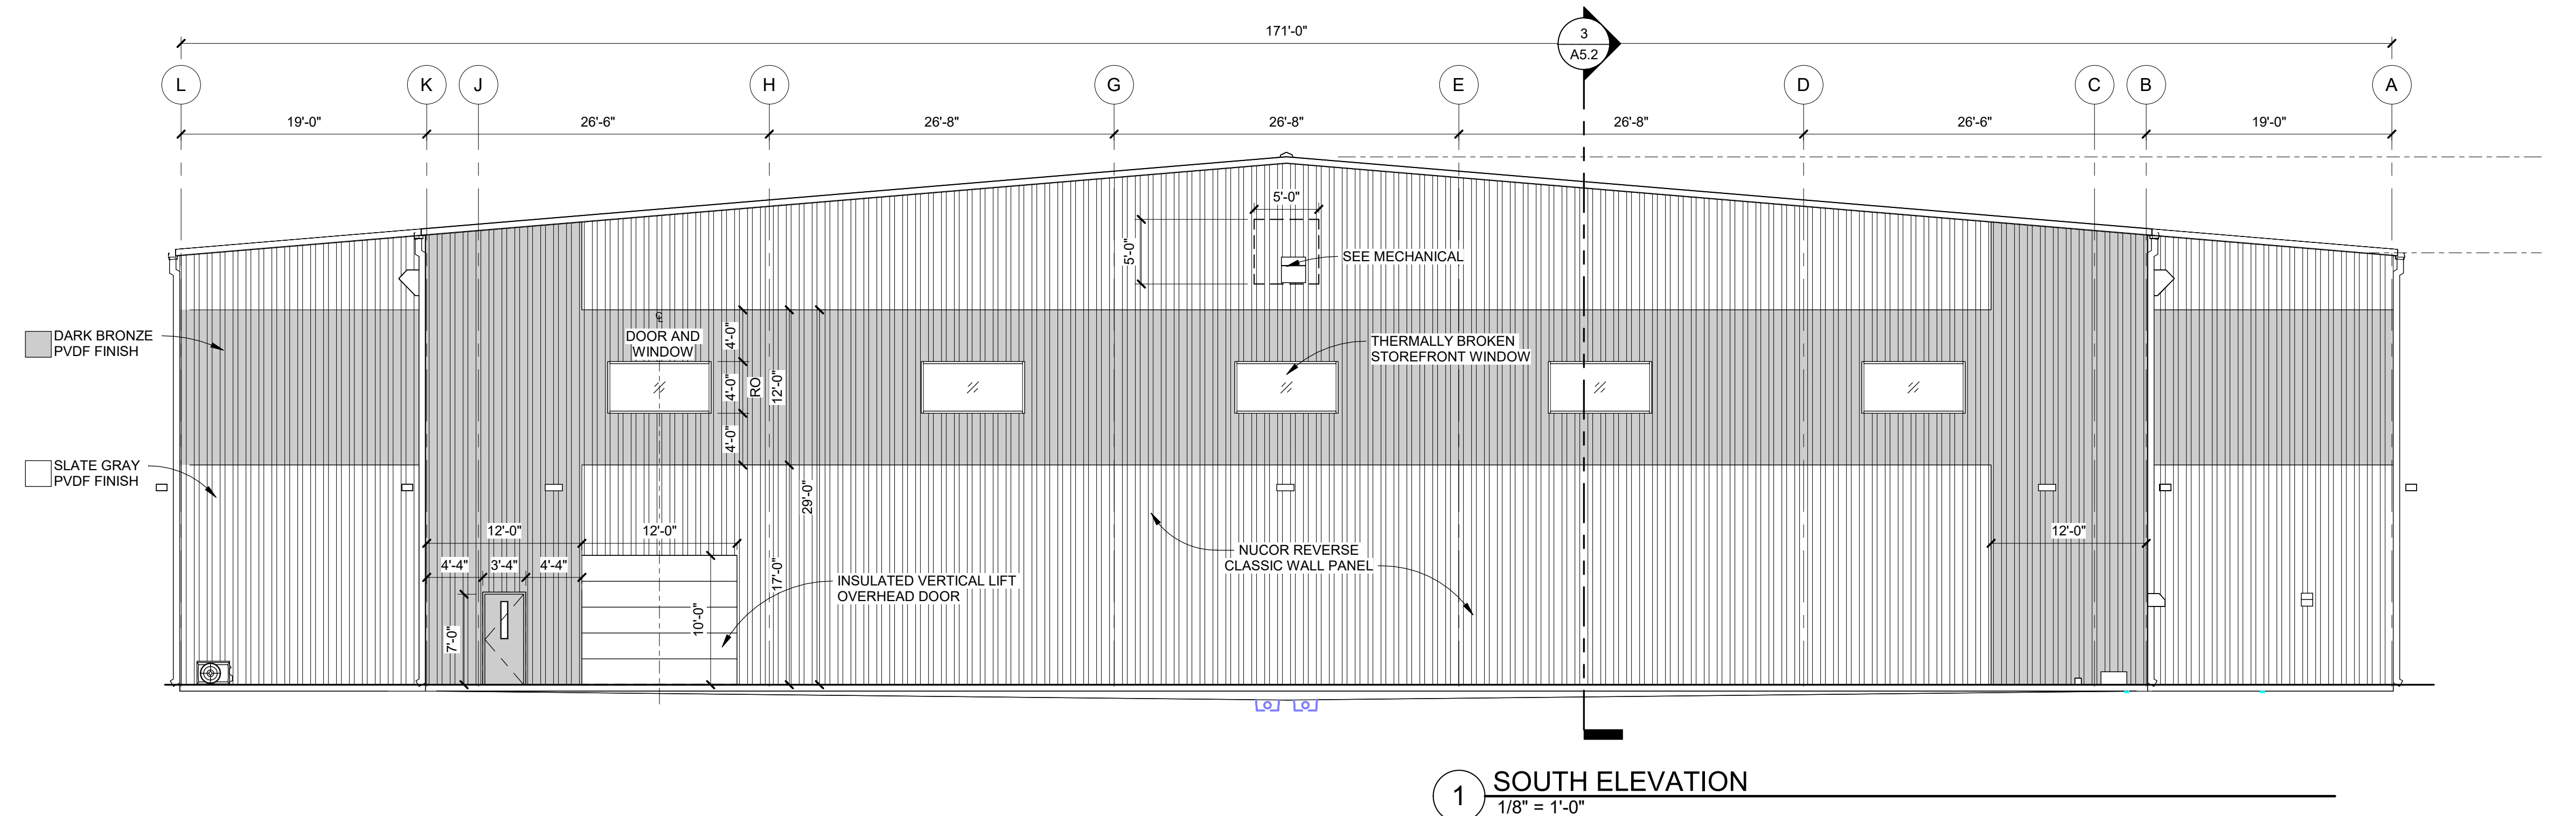 171'-0"
3
A5.2
L
K
J
H
G
E
D
C
B
A
19'-0"
26'-6"
26'-8"
26'-8"
26'-8"
26'-6"
19'-0"
5'-0"
5'-0"
SEE MECHANICAL
DARK BRONZE
PVDF FINISH
CL
DOOR AND
WINDOW
4'-0"
4'-0"
RO
4'-0"
12'-0"
THERMALLY BROKEN
STOREFRONT WINDOW
SLATE GRAY
PVDF FINISH
29'-0"
12'-0"
12'-0"
12'-0"
4'-4"
3'-4"
4'-4"
17'-0"
NUCOR REVERSE
CLASSIC WALL PANEL
INSULATED VERTICAL LIFT
OVERHEAD DOOR
10'-0"
7'-0"
1
SOUTH ELEVATION
1/8" = 1'-0"